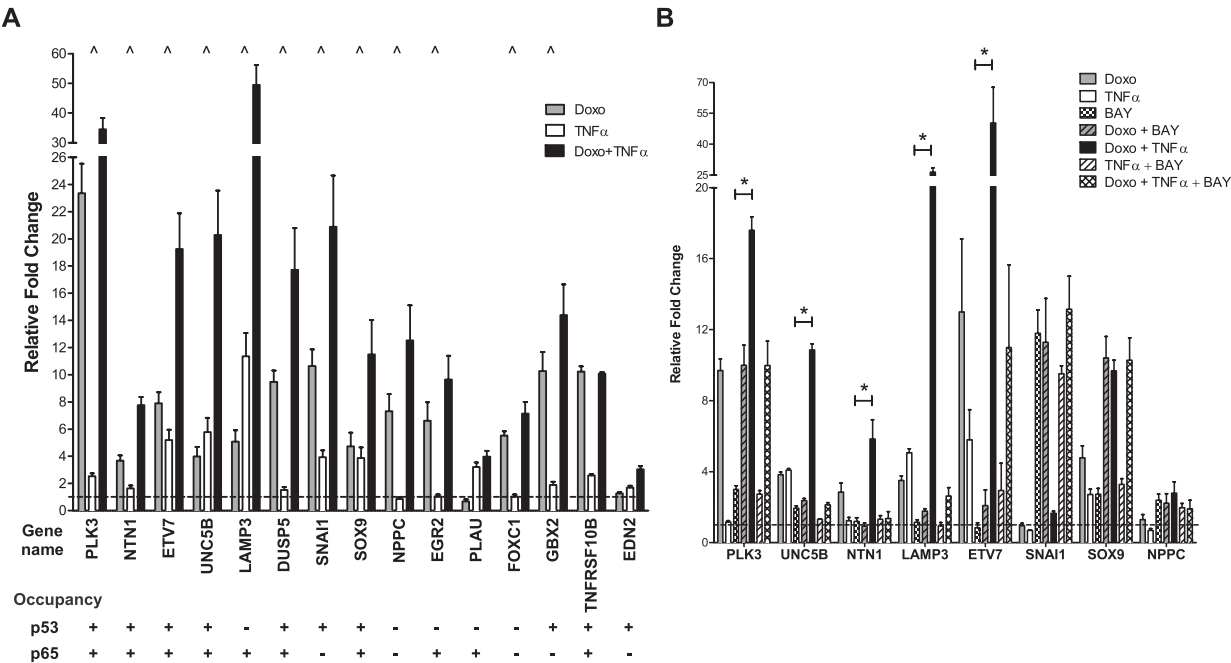 A
^ ^ ^ ^ ^ ^ ^ ^ ^ ^ ^ ^
Relative Fold Change
60
50
40
30
26
24
22
20
18
16
14
12
10
8
6
4
2
0
Doxo
TNFα
Doxo+TNFα
Gene name
PLK3
NTN1
ETV7
UNC5B
LAMP3
DUSP5
SNAI1
SOX9
NPPC
EGR2
PLAU
FOXC1
GBX2
TNFRSF10B
EDN2
Occupancy
p53 + + + + - + + + - - - - + + +
p65 + + + + + + - + - + + - - + -
B
Relative Fold Change
70
55
40
25
20
16
12
8
4
0
* * * * *
Doxo
TNFα
BAY
Doxo + BAY
Doxo + TNFα
TNFα + BAY
Doxo + TNFα + BAY
PLK3 UNC5B NTN1 LAMP3 ETV7 SNAI1 SOX9 NPPC